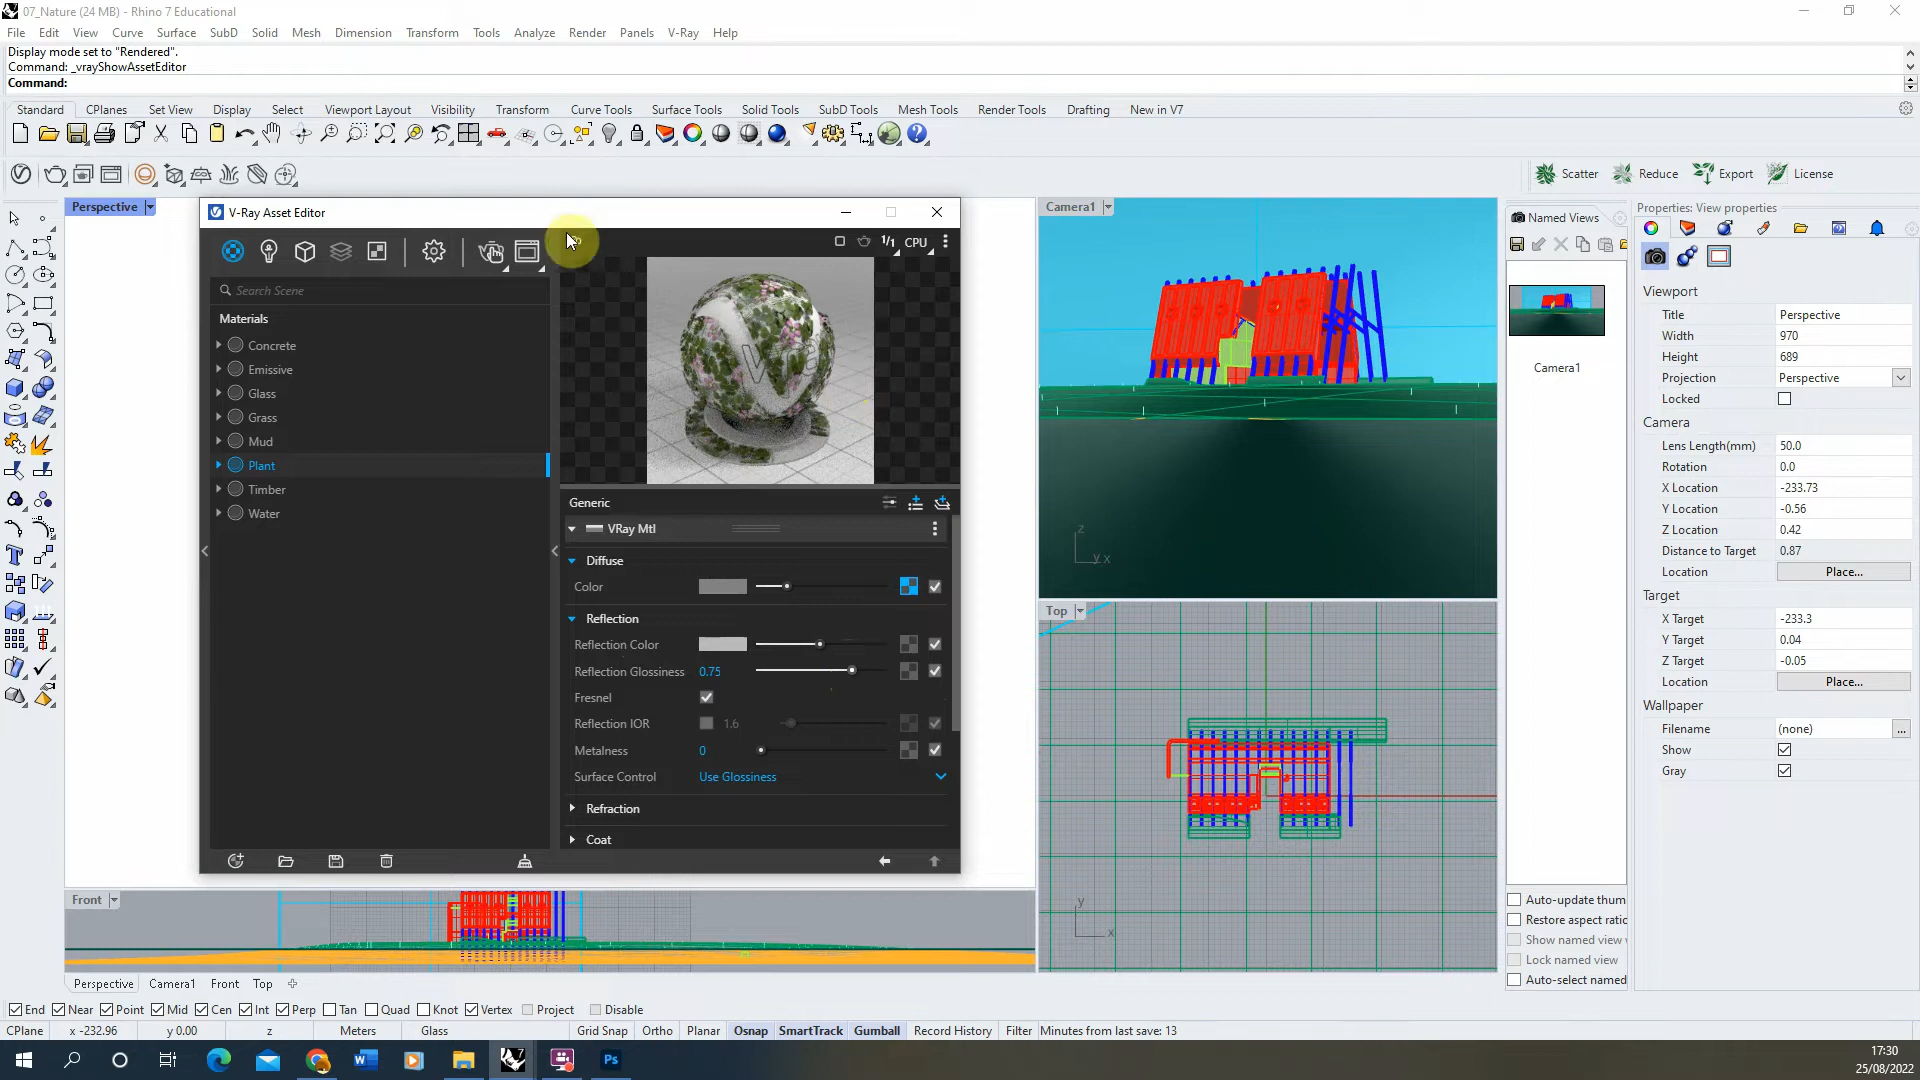 07_Nature (24 MB) - Rhino 7 Educational
File Edit View Curve Surface SubD Solid Mesh Dimension Transform Tools Analyze Render Panels V-Ray Help
Display mode set to "Rendered".
Command: _vrayShowAssetEditor
Command:
Standard CPlanes Set View Display Select Viewport Layout Visibility Transform Curve Tools Surface Tools Solid Tools SubD Tools Mesh Tools Render Tools Drafting New in V7
Scatter Reduce Export License
Perspective
V-Ray Asset Editor
1/1 CPU
Search Scene
Materials
Concrete
Emissive
Glass
Grass
Mud
Plant
Timber
Water
Generic
VRay Mtl
Diffuse
Color
Reflection
Reflection Color
Reflection Glossiness 0.75
Fresnel
Reflection IOR 1.6
Metalness 0
Surface Control Use Glossiness
Refraction
Coat
Camera1
z
y x
Top
y
x
Front
Named Views
Camera1
Auto-update thum
Restore aspect ratio
Show named view
Lock named view
Auto-select named
Properties: View properties
Viewport
Title Perspective
Width 970
Height 689
Projection Perspective
Locked
Camera
Lens Length(mm) 50.0
Rotation 0.0
X Location -233.73
Y Location -0.56
Z Location 0.42
Distance to Target 0.87
Location Place...
Target
X Target -233.3
Y Target 0.04
Z Target -0.05
Location Place...
Wallpaper
Filename (none) ...
Show
Gray
Perspective Camera1 Front Top
End Near Point Mid Cen Int Perp Tan Quad Knot Vertex Project Disable
CPlane x -232.96 y 0.00 z Meters Glass Grid Snap Ortho Planar Osnap SmartTrack Gumball Record History Filter Minutes from last save: 13
17:30
25/08/2022